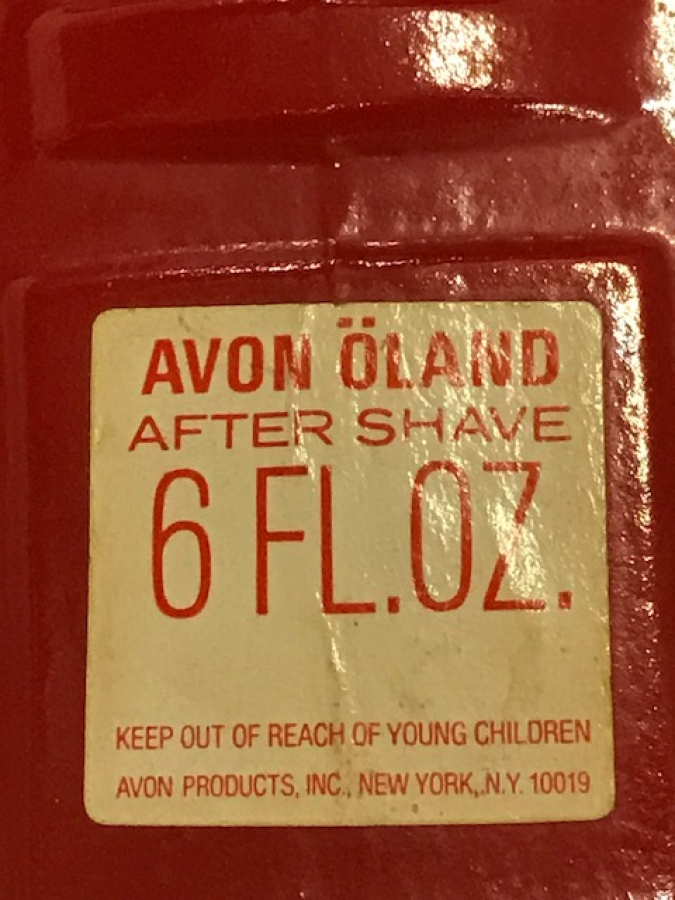 AVON ÖLAND
AFTER SHAVE
6 FL.OZ.
KEEP OUT OF REACH OF YOUNG CHILDREN
AVON PRODUCTS, INC., NEW YORK, N.Y. 10019